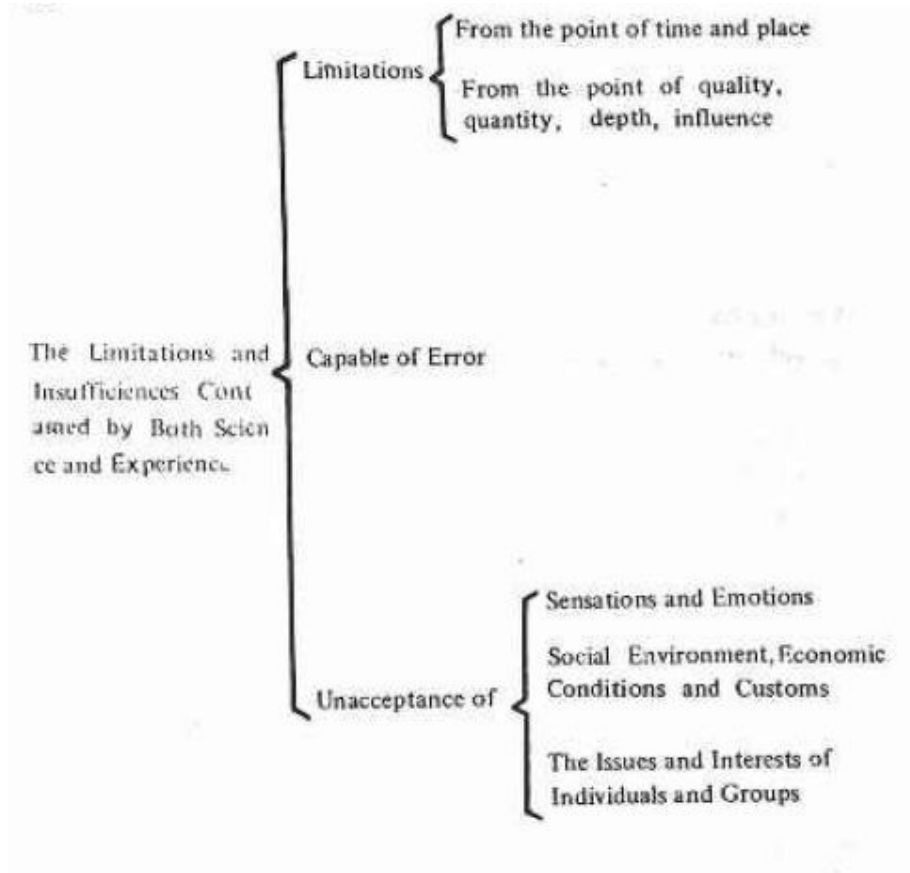 From the point of time and place
Limitations
From the point of quality,
quantity, depth, influence
The Limitations and
Insufficiences Cont
ained by Both Scien
ce and Experience
Capable of Error
Sensations and Emotions
Social Environment, Economic
Conditions and Customs
Unacceptance of
The Issues and Interests of
Individuals and Groups